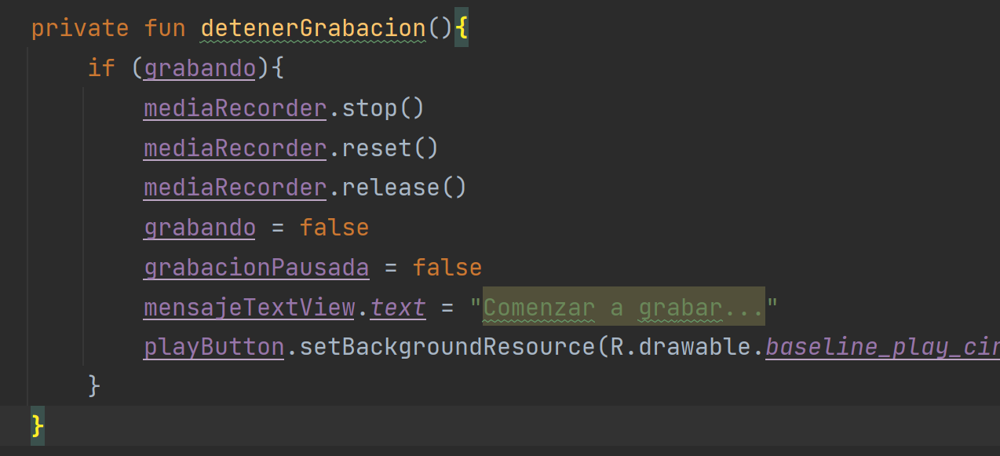 private fun detenerGrabacion(){
if (grabando){
mediaRecorder.stop()
mediaRecorder.reset()
mediaRecorder.release()
grabando = false
grabacionPausada = false
mensajeTextView.text = "Comenzar a grabar..."
playButton.setBackgroundResource(R.drawable.baseline_play_cir
}
}